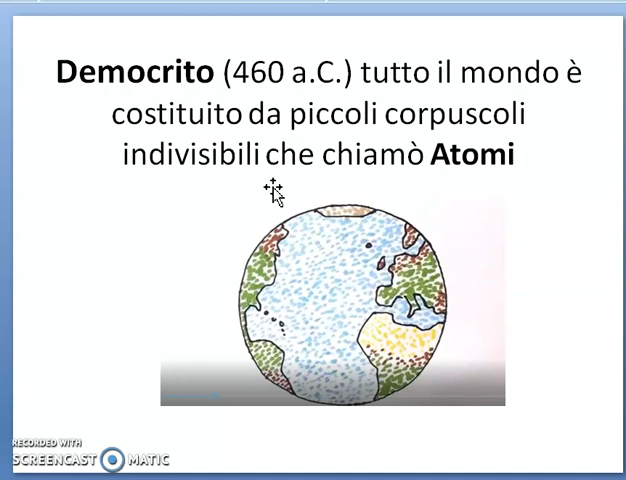 Democrito (460 a.C.) tutto il mondo è
costituito da piccoli corpuscoli
indivisibili che chiamò Atomi
RECORDED WITH
SCREENCAST MATIC